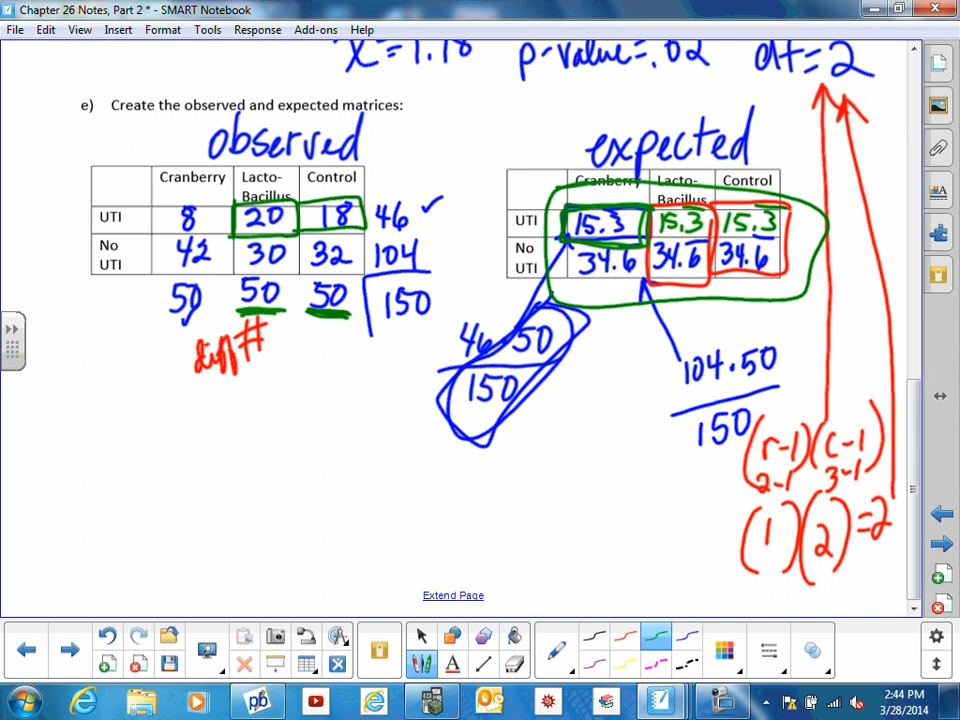 Chapter 26 Notes, Part 2 * - SMART Notebook
File Edit View Insert Format Tools Response Add-ons Help
p-value=.02 df=2
e) Create the observed and expected matrices:
observed expected
Cranberry Lacto-Bacillus Control
UTI 8 20 18 46 ✓
No UTI 42 30 32 104
50 50 50 150
diff #
Cranberry Lacto-Bacillus Control
UTI 15.3 15.3 15.3
No UTI 34.6 34.6 34.6
46 · 50
150
104 · 50
150
(r-1)(c-1)
2-1 3-1
(1)(2)=2
Extend Page
A
pb
2:44 PM
3/28/2014